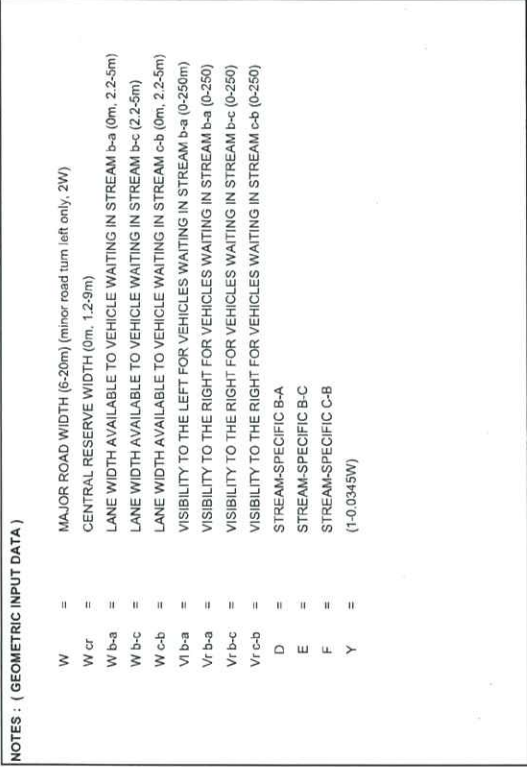 NOTES : ( GEOMETRIC INPUT DATA )
W = MAJOR ROAD WIDTH (6-20m) (minor road turn left only, 2W)
W cr = CENTRAL RESERVE WIDTH (0m, 1.2-9m)
W b-a = LANE WIDTH AVAILABLE TO VEHICLE WAITING IN STREAM b-a (0m, 2.2-5m)
W b-c = LANE WIDTH AVAILABLE TO VEHICLE WAITING IN STREAM b-c (2.2-5m)
W c-b = LANE WIDTH AVAILABLE TO VEHICLE WAITING IN STREAM c-b (0m, 2.2-5m)
Vl b-a = VISIBILITY TO THE LEFT FOR VEHICLES WAITING IN STREAM b-a (0-250m)
Vr b-a = VISIBILITY TO THE RIGHT FOR VEHICLES WAITING IN STREAM b-a (0-250)
Vr b-c = VISIBILITY TO THE RIGHT FOR VEHICLES WAITING IN STREAM b-c (0-250)
Vr c-b = VISIBILITY TO THE RIGHT FOR VEHICLES WAITING IN STREAM c-b (0-250)
D = STREAM-SPECIFIC B-A
E = STREAM-SPECIFIC B-C
F = STREAM-SPECIFIC C-B
Y = (1-0.0345W)